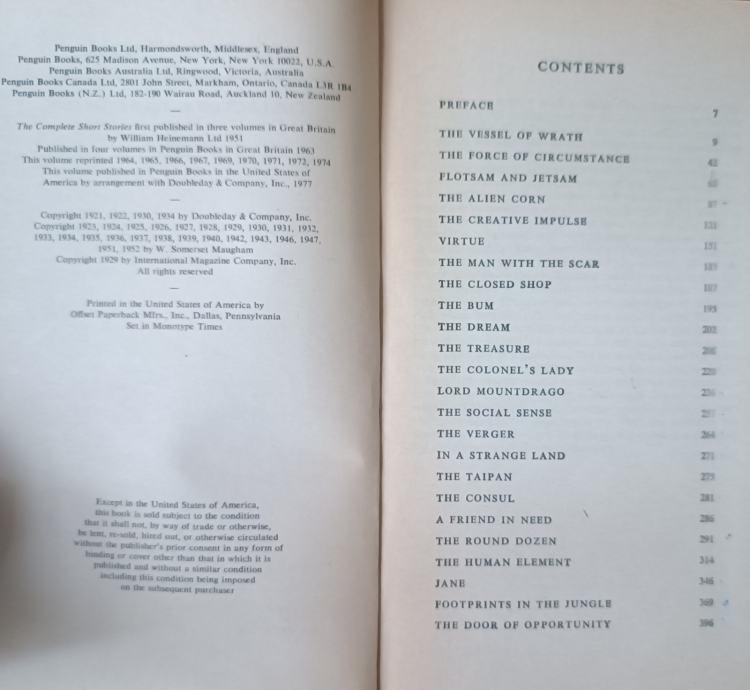 Penguin Books Ltd, Harmondsworth, Middlesex, England
Penguin Books, 625 Madison Avenue, New York, New York 10022, U.S.A.
Penguin Books Australia Ltd, Ringwood, Victoria, Australia
Penguin Books Canada Ltd, 2801 John Street, Markham, Ontario, Canada L3R 1B4
Penguin Books (N.Z.) Ltd, 182-190 Wairau Road, Auckland 10, New Zealand
The Complete Short Stories first published in three volumes in Great Britain
by William Heinemann Ltd 1951
Published in four volumes in Penguin Books in Great Britain 1963
This volume reprinted 1964, 1965, 1966, 1967, 1969, 1970, 1971, 1972, 1974
This volume published in Penguin Books in the United States of
America by arrangement with Doubleday & Company, Inc., 1977
Copyright 1921, 1922, 1930, 1934 by Doubleday & Company, Inc.
Copyright 1923, 1924, 1925, 1926, 1927, 1928, 1929, 1930, 1931, 1932,
1933, 1934, 1935, 1936, 1937, 1938, 1939, 1940, 1942, 1943, 1946, 1947,
1951, 1952 by W. Somerset Maugham
Copyright 1929 by International Magazine Company, Inc.
All rights reserved
Printed in the United States of America by
Offset Paperback Mfrs., Inc., Dallas, Pennsylvania
Set in Monotype Times
Except in the United States of America,
this book is sold subject to the condition
that it shall not, by way of trade or otherwise,
be lent, re-sold, hired out, or otherwise circulated
without the publisher's prior consent in any form of
binding or cover other than that in which it is
published and without a similar condition
including this condition being imposed
on the subsequent purchaser
CONTENTS
PREFACE 7
THE VESSEL OF WRATH 9
THE FORCE OF CIRCUMSTANCE
FLOTSAM AND JETSAM
THE ALIEN CORN
THE CREATIVE IMPULSE
VIRTUE 151
THE MAN WITH THE SCAR
THE CLOSED SHOP
THE BUM 195
THE DREAM 202
THE TREASURE
THE COLONEL'S LADY
LORD MOUNTDRAGO
THE SOCIAL SENSE
THE VERGER 264
IN A STRANGE LAND 271
THE TAIPAN 275
THE CONSUL 281
A FRIEND IN NEED 286
THE ROUND DOZEN 291
THE HUMAN ELEMENT 314
JANE 346
FOOTPRINTS IN THE JUNGLE 369
THE DOOR OF OPPORTUNITY 396